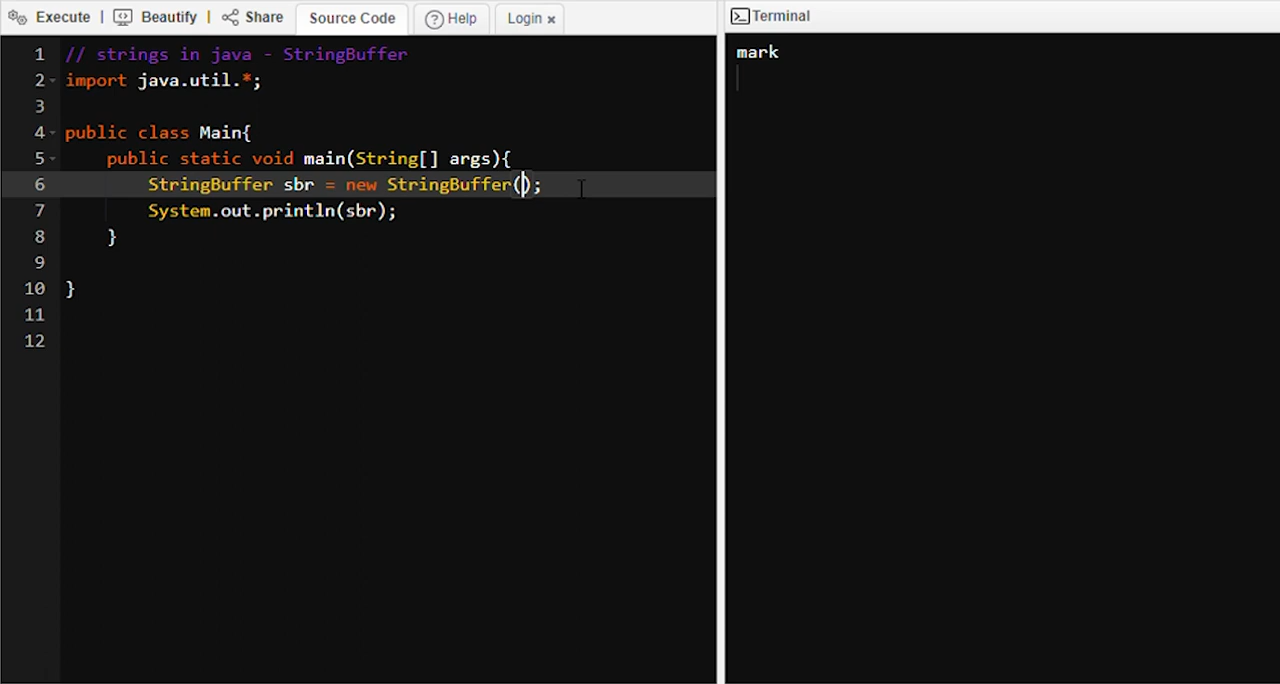 Execute | Beautify | Share Source Code Help Login ×
Terminal
1 // strings in java - StringBuffer
2 import java.util.*;
3
4 public class Main{
5 public static void main(String[] args){
6 StringBuffer sbr = new StringBuffer();
7 System.out.println(sbr);
8 }
9
10 }
11
12
mark